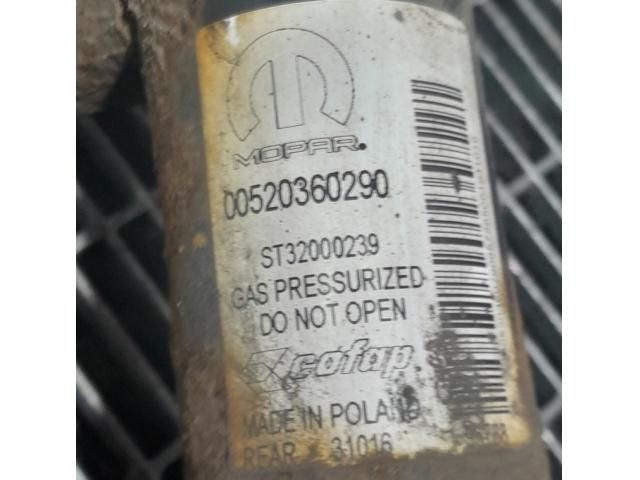 MOPAR®
00520360290
ST32000239
GAS PRESSURIZED
DO NOT OPEN
cofap
MADE IN POLAND
REAR 31016